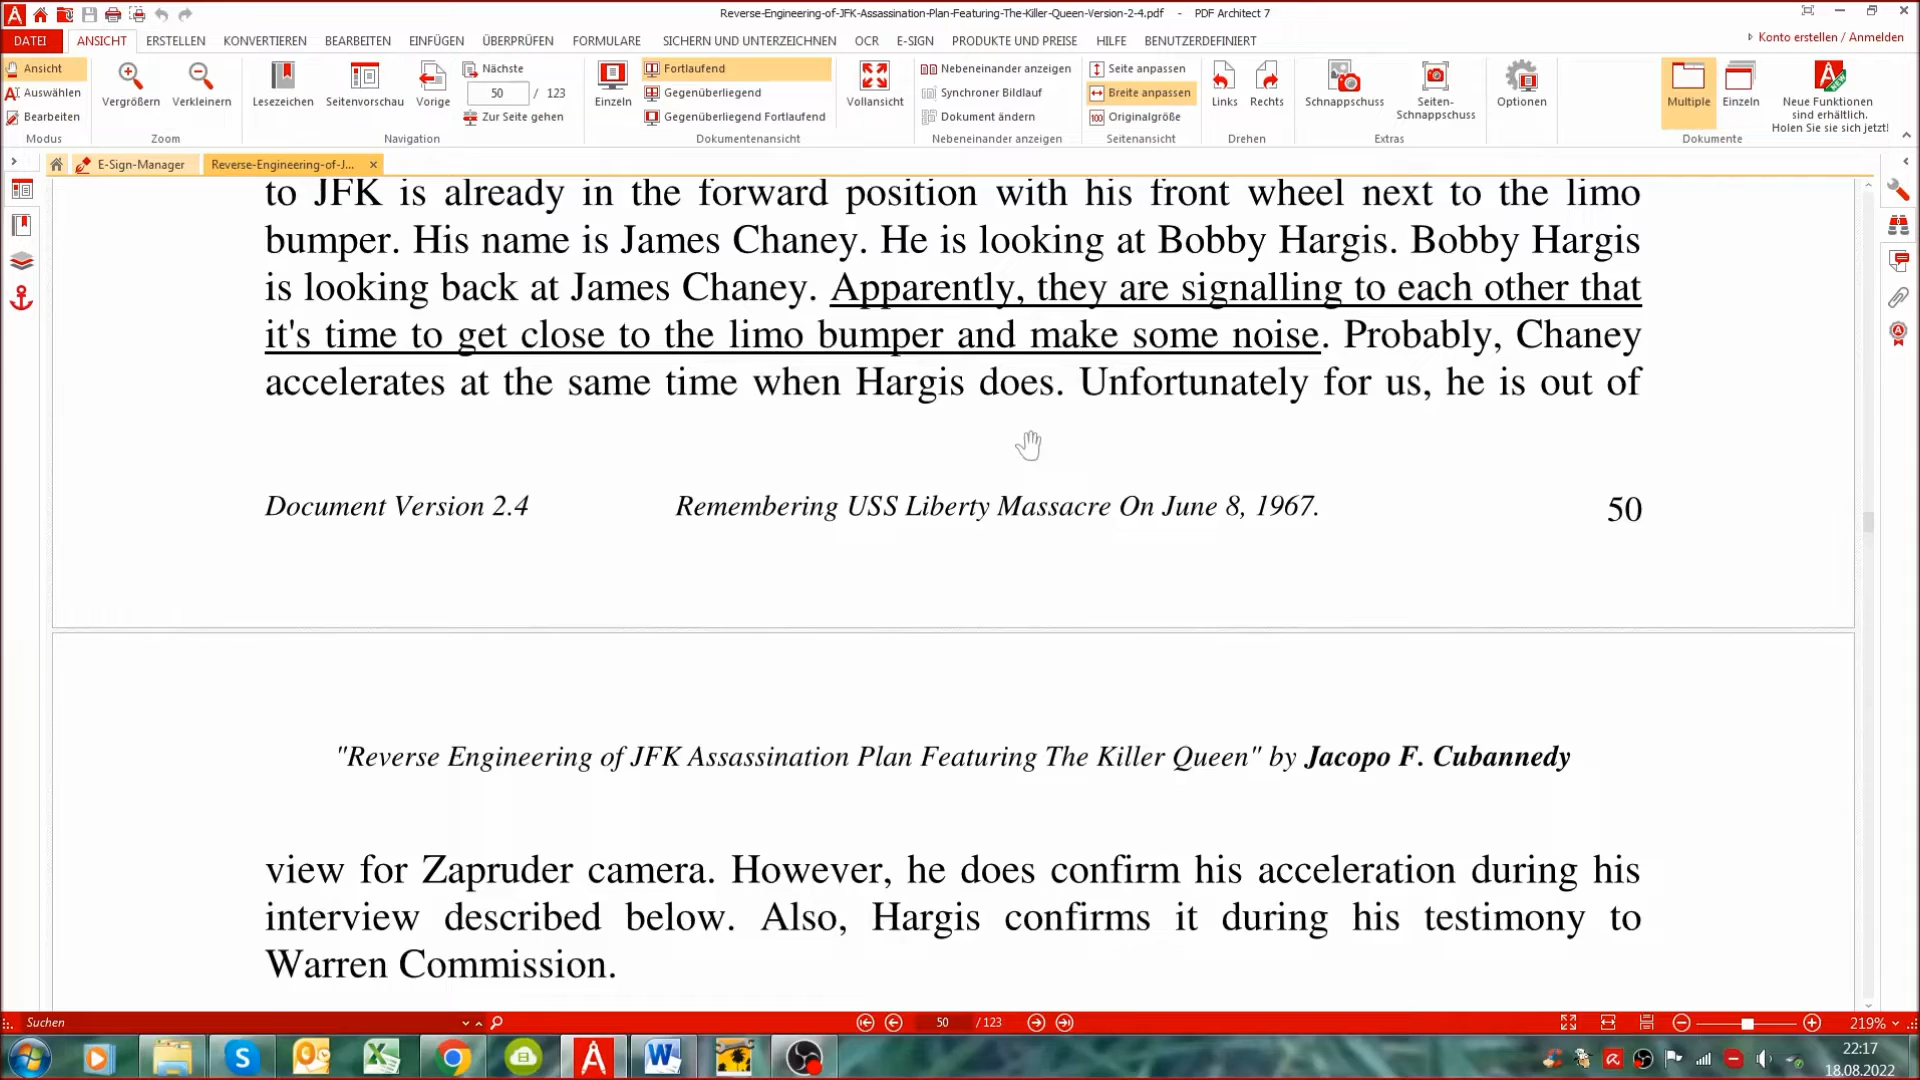 Reverse-Engineering-of-JFK-Assassination-Plan-Featuring-The-Killer-Queen-Version-2-4.pdf - PDF Architect 7
DATEI ANSICHT ERSTELLEN KONVERTIEREN BEARBEITEN EINFÜGEN ÜBERPRÜFEN FORMULARE SICHERN UND UNTERZEICHNEN OCR E-SIGN PRODUKTE UND PREISE HILFE BENUTZERDEFINIERT Konto erstellen / Anmelden
Ansicht
Auswählen
Bearbeiten
Modus
Vergrößern Verkleinern
Zoom
Lesezeichen Seitenvorschau Vorige
Nächste
50 / 123
Zur Seite gehen
Navigation
Einzeln
Fortlaufend
Gegenüberliegend
Gegenüberliegend Fortlaufend
Dokumentenansicht
Vollansicht
Nebeneinander anzeigen
Synchroner Bildlauf
Dokument ändern
Nebeneinander anzeigen
Seite anpassen
Breite anpassen
100 Originalgröße
Seitenansicht
Links Rechts
Drehen
Schnappschuss
Seiten-
Schnappschuss
Extras
Optionen
Multiple Einzeln
Neue Funktionen
sind erhältlich.
Holen Sie sie sich jetzt!
Dokumente
E-Sign-Manager
Reverse-Engineering-of-J...
to JFK is already in the forward position with his front wheel next to the limo
bumper. His name is James Chaney. He is looking at Bobby Hargis. Bobby Hargis
is looking back at James Chaney. Apparently, they are signalling to each other that
it's time to get close to the limo bumper and make some noise. Probably, Chaney
accelerates at the same time when Hargis does. Unfortunately for us, he is out of
Document Version 2.4 Remembering USS Liberty Massacre On June 8, 1967. 50
"Reverse Engineering of JFK Assassination Plan Featuring The Killer Queen" by Jacopo F. Cubannedy
view for Zapruder camera. However, he does confirm his acceleration during his
interview described below. Also, Hargis confirms it during his testimony to
Warren Commission.
Suchen
50 / 123
219%
22:17
18.08.2022